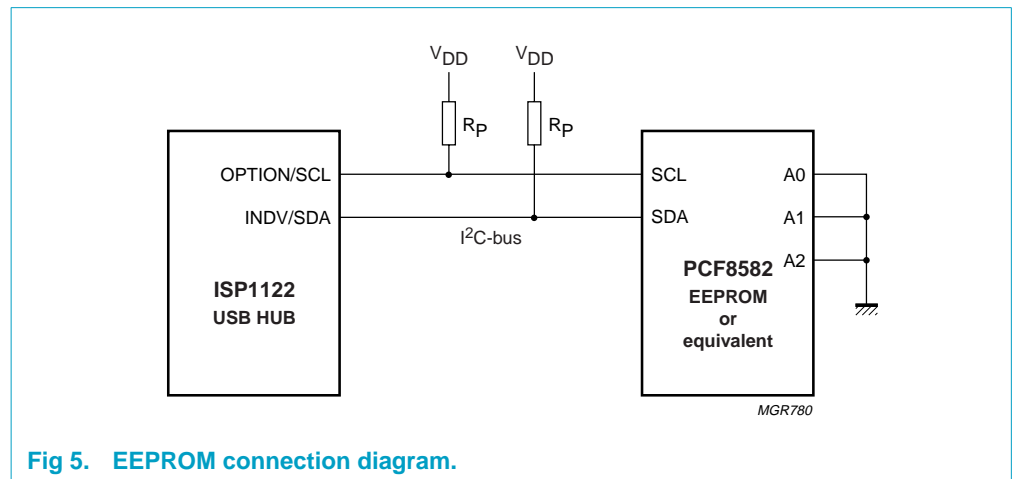 VDD VDD
RP RP
OPTION/SCL SCL A0
INDV/SDA SDA A1
I2C-bus
A2
PCF8582
ISP1122
EEPROM
USB HUB
or
equivalent
MGR780
Fig 5. EEPROM connection diagram.